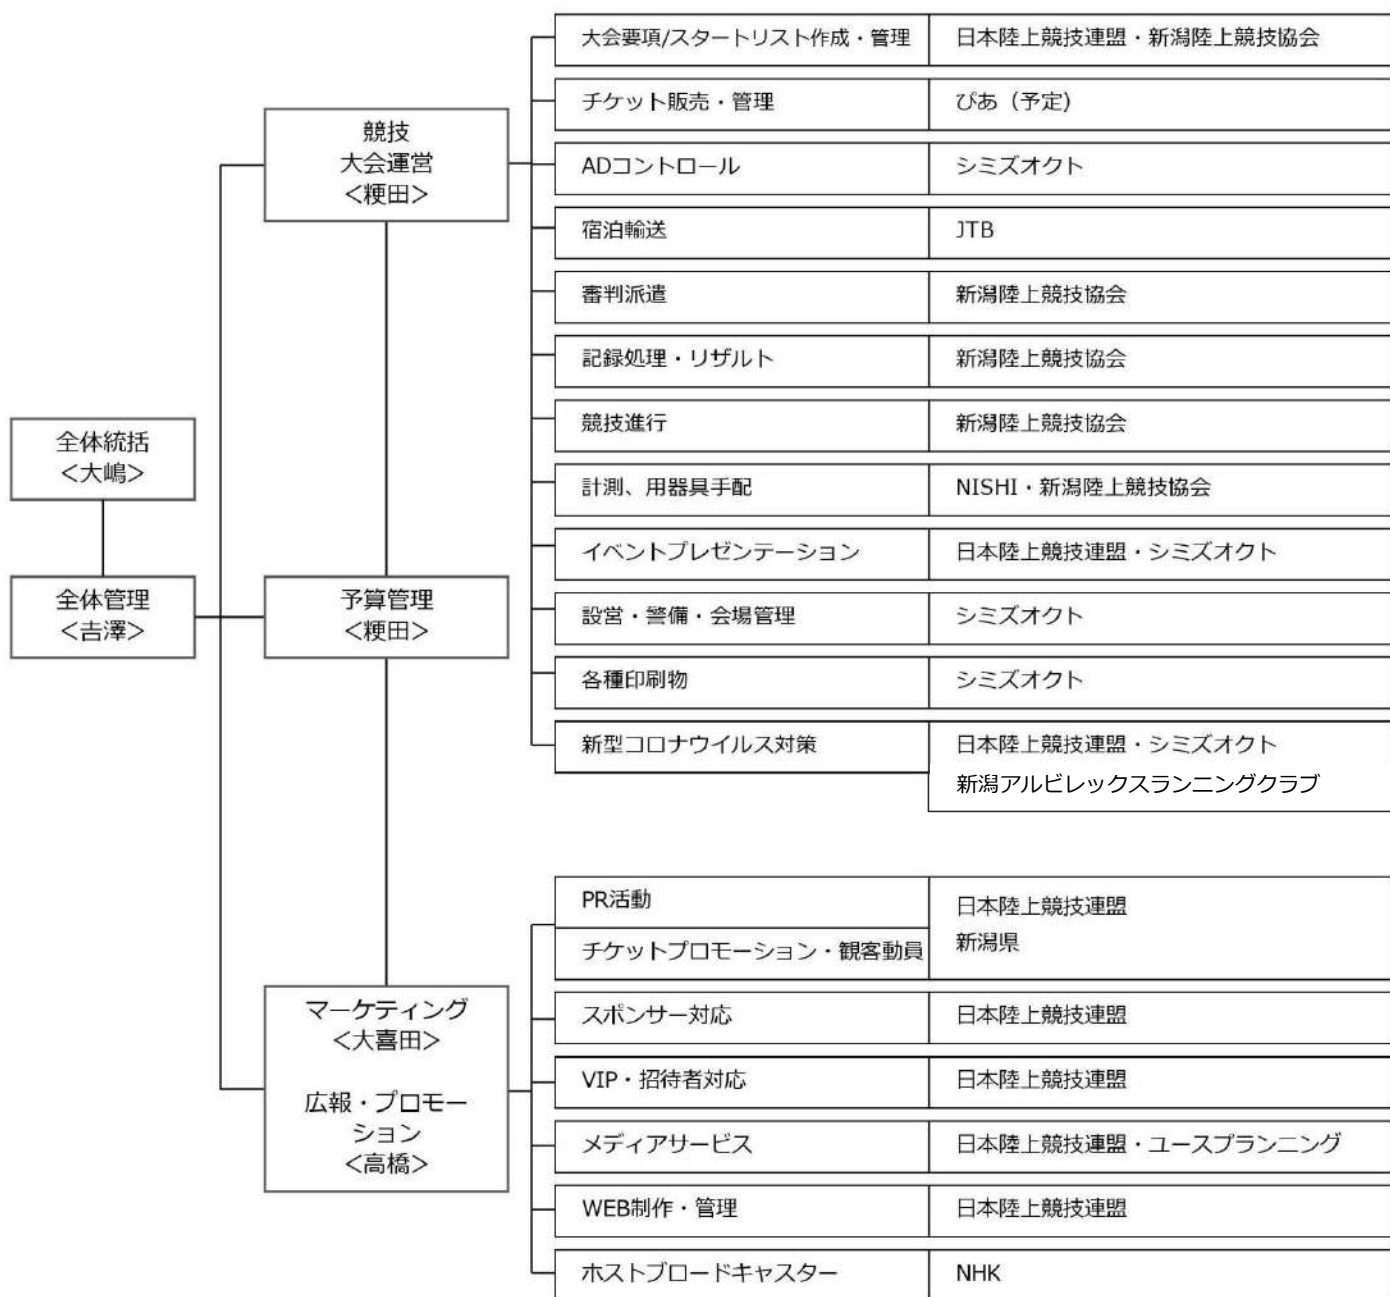 全体統括
＜大嶋＞
全体管理
＜吉澤＞
競技
大会運営
＜粳田＞
予算管理
＜粳田＞
マーケティング
＜大喜田＞
広報・プロモー
ション
＜高橋＞
大会要項/スタートリスト作成・管理 日本陸上競技連盟・新潟陸上競技協会
チケット販売・管理 ぴあ（予定)
ADコントロール シミズオクト
宿泊輸送 JTB
審判派遣 新潟陸上競技協会
記録処理・リザルト 新潟陸上競技協会
競技進行 新潟陸上競技協会
計測、用器具手配 NISHI・新潟陸上競技協会
イベントプレゼンテーション 日本陸上競技連盟・シミズオクト
設営・警備・会場管理 シミズオクト
各種印刷物 シミズオクト
新型コロナウイルス対策 日本陸上競技連盟・シミズオクト
新潟アルビレックスランニングクラブ
PR活動
チケットプロモーション・観客動員
日本陸上競技連盟
新潟県
スポンサー対応 日本陸上競技連盟
VIP・招待者対応 日本陸上競技連盟
メディアサービス 日本陸上競技連盟・ユースプランニング
WEB制作・管理 日本陸上競技連盟
ホストブロードキャスター NHK